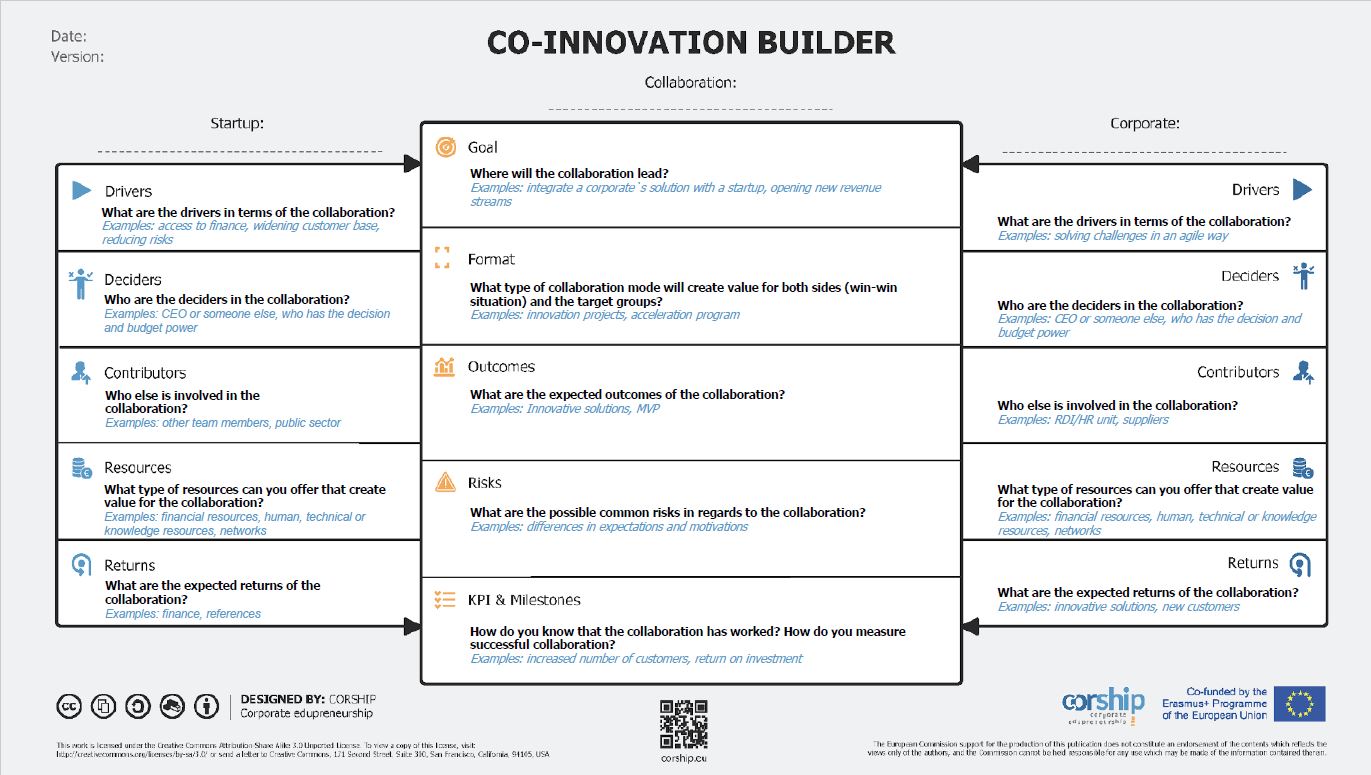 Date:
Version:
CO-INNOVATION BUILDER
Collaboration:
Startup:
Drivers
What are the drivers in terms of the collaboration?
Examples: access to finance, widening customer base,
reducing risks
Deciders
Who are the deciders in the collaboration?
Examples: CEO or someone else, who has the decision
and budget power
Contributors
Who else is involved in the
collaboration?
Examples: other team members, public sector
Resources
What type of resources can you offer that create
value for the collaboration?
Examples: financial resources, human, technical or
knowledge resources, networks
Returns
What are the expected returns of the
collaboration?
Examples: finance, references
Goal
Where will the collaboration lead?
Examples: integrate a corporate`s solution with a startup, opening new revenue
streams
Format
What type of collaboration mode will create value for both sides (win-win
situation) and the target groups?
Examples: innovation projects, acceleration program
Outcomes
What are the expected outcomes of the collaboration?
Examples: Innovative solutions, MVP
Risks
What are the possible common risks in regards to the collaboration?
Examples: differences in expectations and motivations
KPI & Milestones
How do you know that the collaboration has worked? How do you measure
successful collaboration?
Examples: increased number of customers, return on investment
Corporate:
Drivers
What are the drivers in terms of the collaboration?
Examples: solving challenges in an agile way
Deciders
Who are the deciders in the collaboration?
Examples: CEO or someone else, who has the decision and
budget power
Contributors
Who else is involved in the collaboration?
Examples: RDI/HR unit, suppliers
Resources
What type of resources can you offer that create value
for the collaboration?
Examples: financial resources, human, technical or knowledge
resources, networks
Returns
What are the expected returns of the collaboration?
Examples: innovative solutions, new customers
cc
DESIGNED BY: CORSHIP
Corporate edupreneurship
This work is licensed under the Creative Commons Attribution-Share Alike 3.0 Unported License. To view a copy of this license, visit:
http://creativecommons.org/licenses/by-sa/3.0/ or send a letter to Creative Commons, 171 Second Street, Suite 300, San Francisco, California, 94105, USA
corship.eu
corship
corporate
edupreneurship
Co-funded by the
Erasmus+ Programme
of the European Union
The European Commission support for the production of this publication does not constitute an endorsement of the contents which reflects the
views only of the authors, and the Commission cannot be held responsible for any use which may be made of the information contained therein.